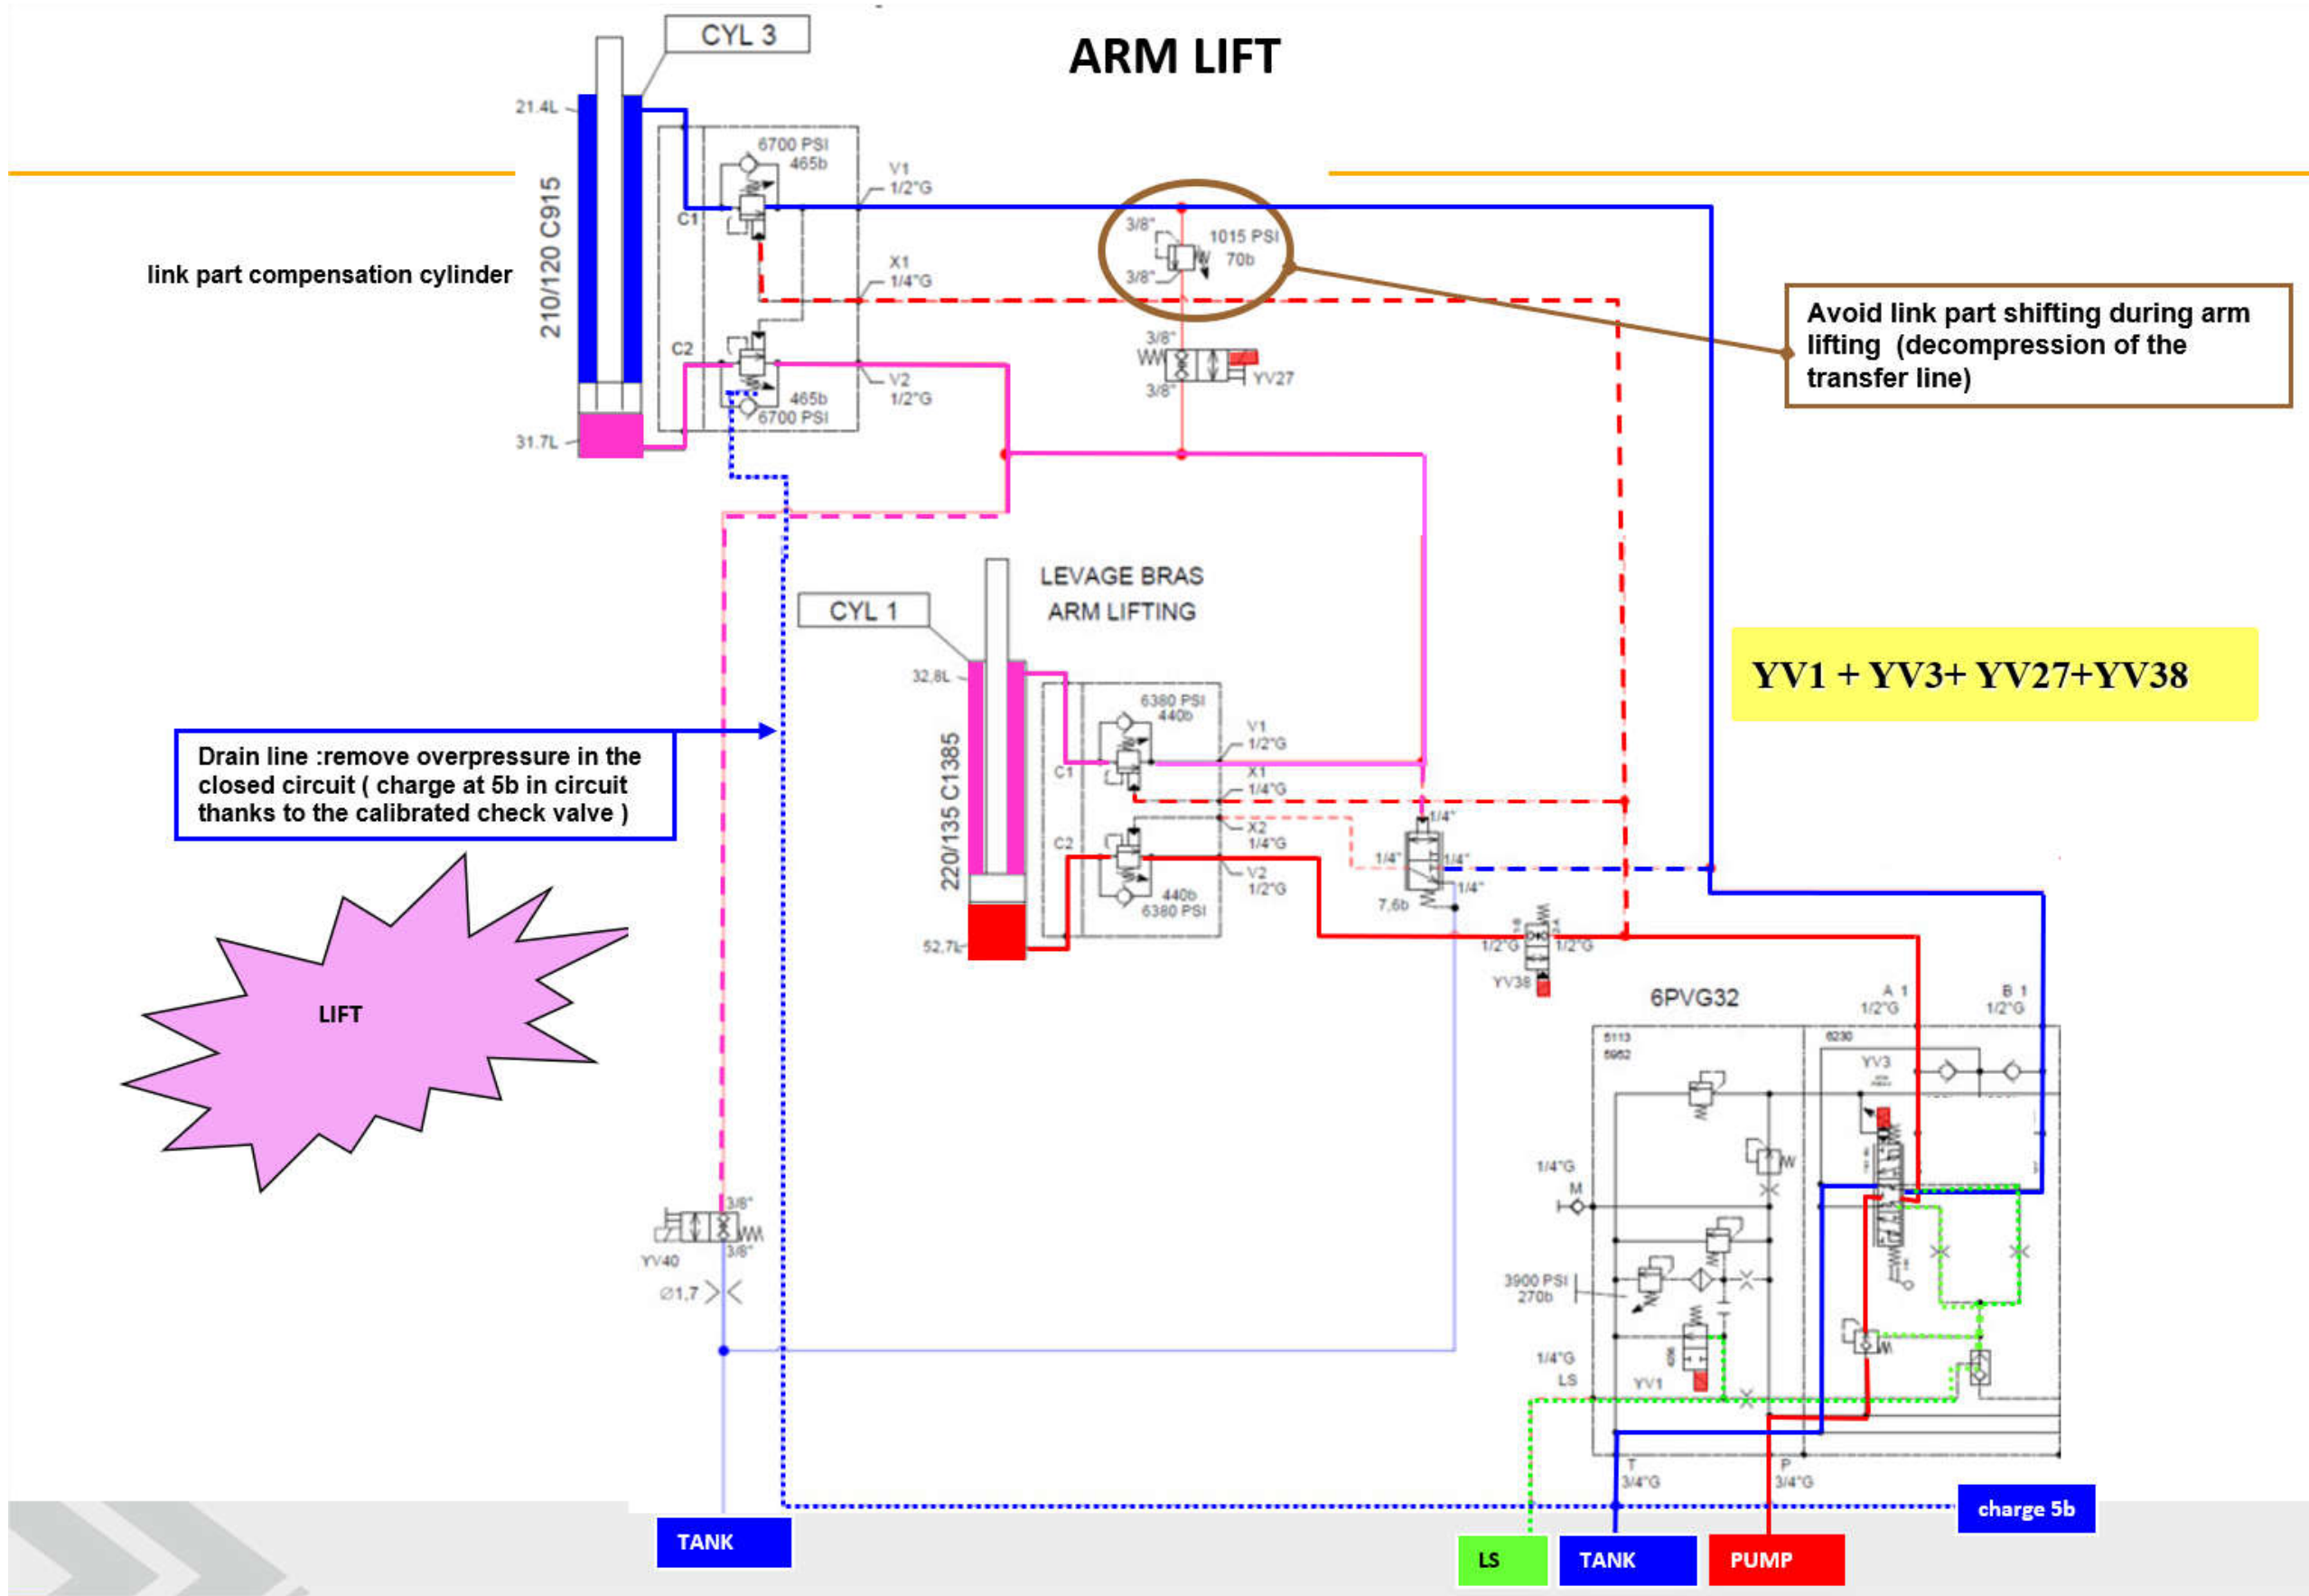 ARM LIFT
CYL 3
21.4L
210/120 C915
31.7L
link part compensation cylinder
6700 PSI
465b
C1
V1
1/2"G
X1
1/4"G
C2
V2
1/2"G
465b
6700 PSI
3/8"
1015 PSI
70b
3/8"
3/8"
YV27
3/8"
Avoid link part shifting during arm
lifting (decompression of the
transfer line)
LEVAGE BRAS
ARM LIFTING
CYL 1
32,8L
220/135 C1385
52,7L
6380 PSI
440b
C1
V1
1/2"G
X1
1/4"G
X2
1/4"G
C2
V2
1/2"G
440b
6380 PSI
1/4"
1/4"
1/4"
1/4"
7,6b
1/2"G
1/2"G
YV38
YV1 + YV3+ YV27+YV38
Drain line :remove overpressure in the
closed circuit ( charge at 5b in circuit
thanks to the calibrated check valve )
LIFT
6PVG32
A 1
1/2"G
B 1
1/2"G
5113
6230
YV3
1/4"G
M
3900 PSI
270b
1/4"G
LS
YV1
T
3/4"G
P
3/4"G
3/8"
3/8"
YV40
Ø1,7
TANK
LS
TANK
PUMP
charge 5b